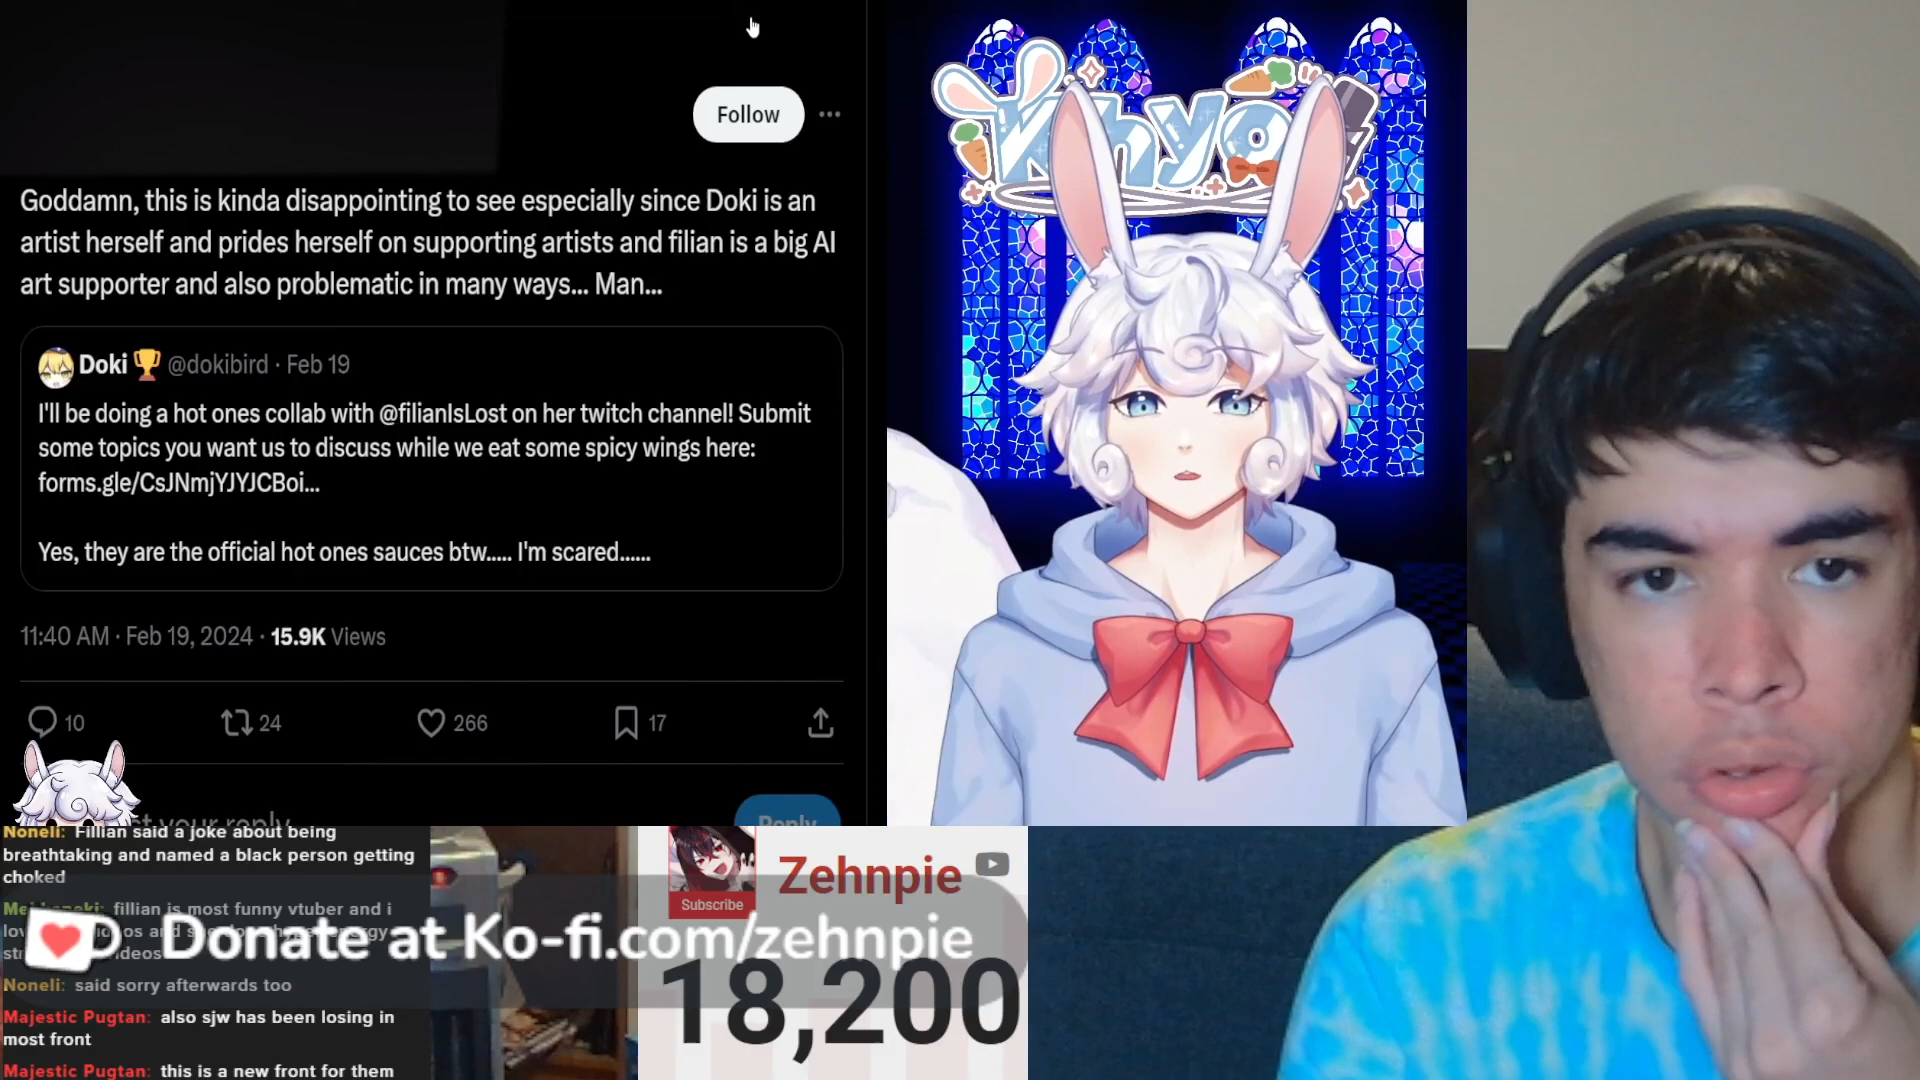 Follow
Goddamn, this is kinda disappointing to see especially since Doki is an
artist herself and prides herself on supporting artists and filian is a big AI
art supporter and also problematic in many ways... Man...
Doki 🏆 @dokibird · Feb 19
I'll be doing a hot ones collab with @filianIsLost on her twitch channel! Submit
some topics you want us to discuss while we eat some spicy wings here:
forms.gle/CsJNmjYJYJCBoi...
Yes, they are the official hot ones sauces btw..... I'm scared......
11:40 AM · Feb 19, 2024 · 15.9K Views
10
24
266
17
your reply
Reply
Noneli: Fillian said a joke about being
breathtaking and named a black person getting
choked
fillian is most funny vtuber and i
Noneli: said sorry afterwards too
Majestic Pugtan: also sjw has been losing in
most front
Majestic Pugtan: this is a new front for them
Donate at Ko-fi.com/zehnpie
Zehnpie
Subscribe
18,200